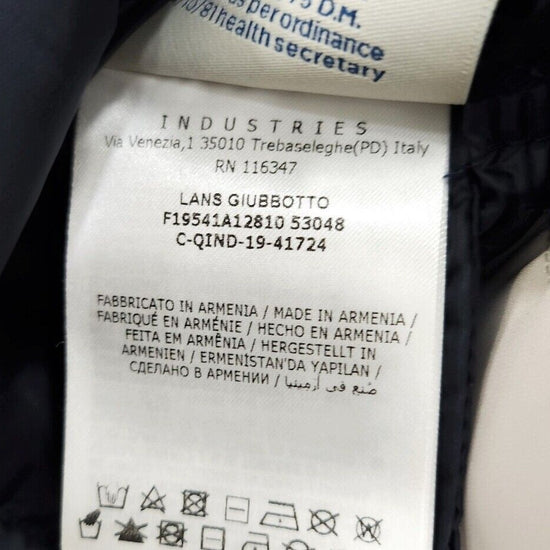 D.M.
per ordinance
10/81 health secretary
INDUSTRIES
Via Venezia,1 35010 Trebaseleghe(PD) Italy
RN 116347
LANS GIUBBOTTO
F19541A12810 53048
C-QIND-19-41724
FABBRICATO IN ARMENIA / MADE IN ARMENIA /
FABRIQUÉ EN ARMÉNIE / HECHO EN ARMENIA /
FEITA EM ARMÊNIA / HERGESTELLT IN
ARMENIEN / ERMENİSTAN'DA YAPILAN /
СДЕЛАНО В АРМЕНИИ / صنع في أرمينيا